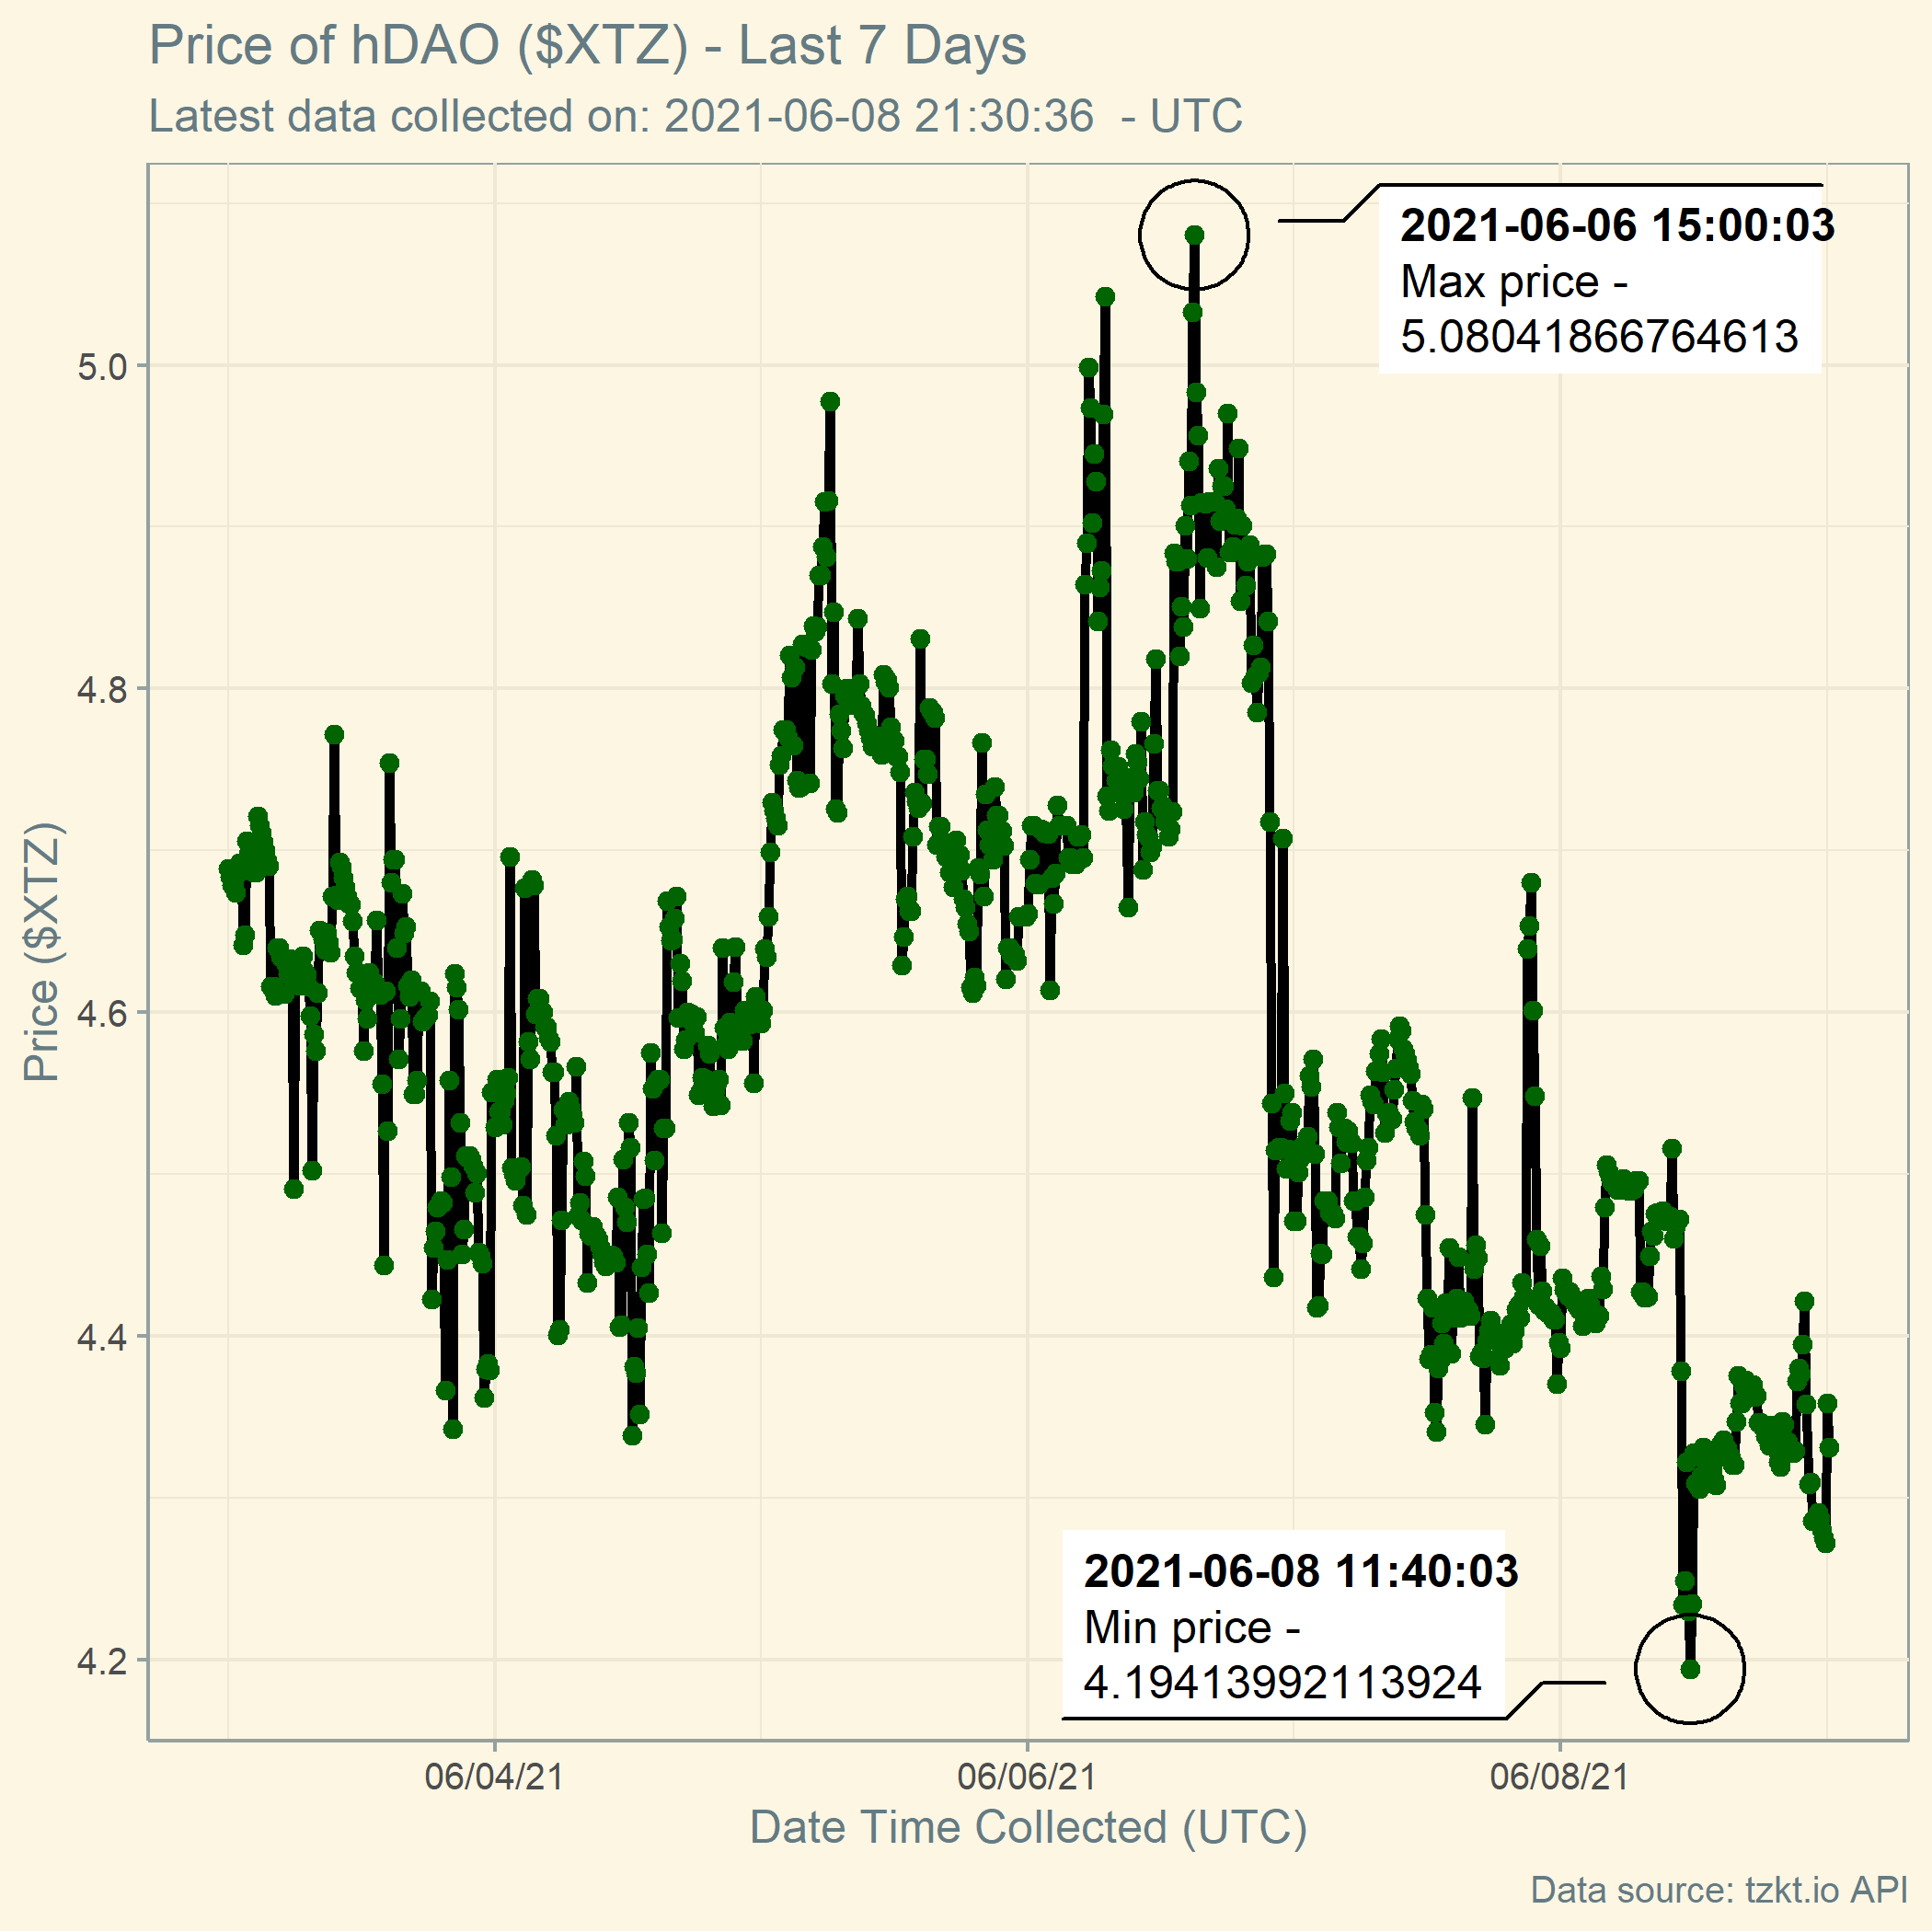 Price of hDAO ($XTZ) - Last 7 Days
Latest data collected on: 2021-06-08 21:30:36  - UTC
2021-06-06 15:00:03
Max price -
5.08041866764613
5.0
4.8
4.6
4.4
4.2
Price ($XTZ)
2021-06-08 11:40:03
Min price -
4.19413992113924
06/04/21
06/06/21
06/08/21
Date Time Collected (UTC)
Data source: tzkt.io API